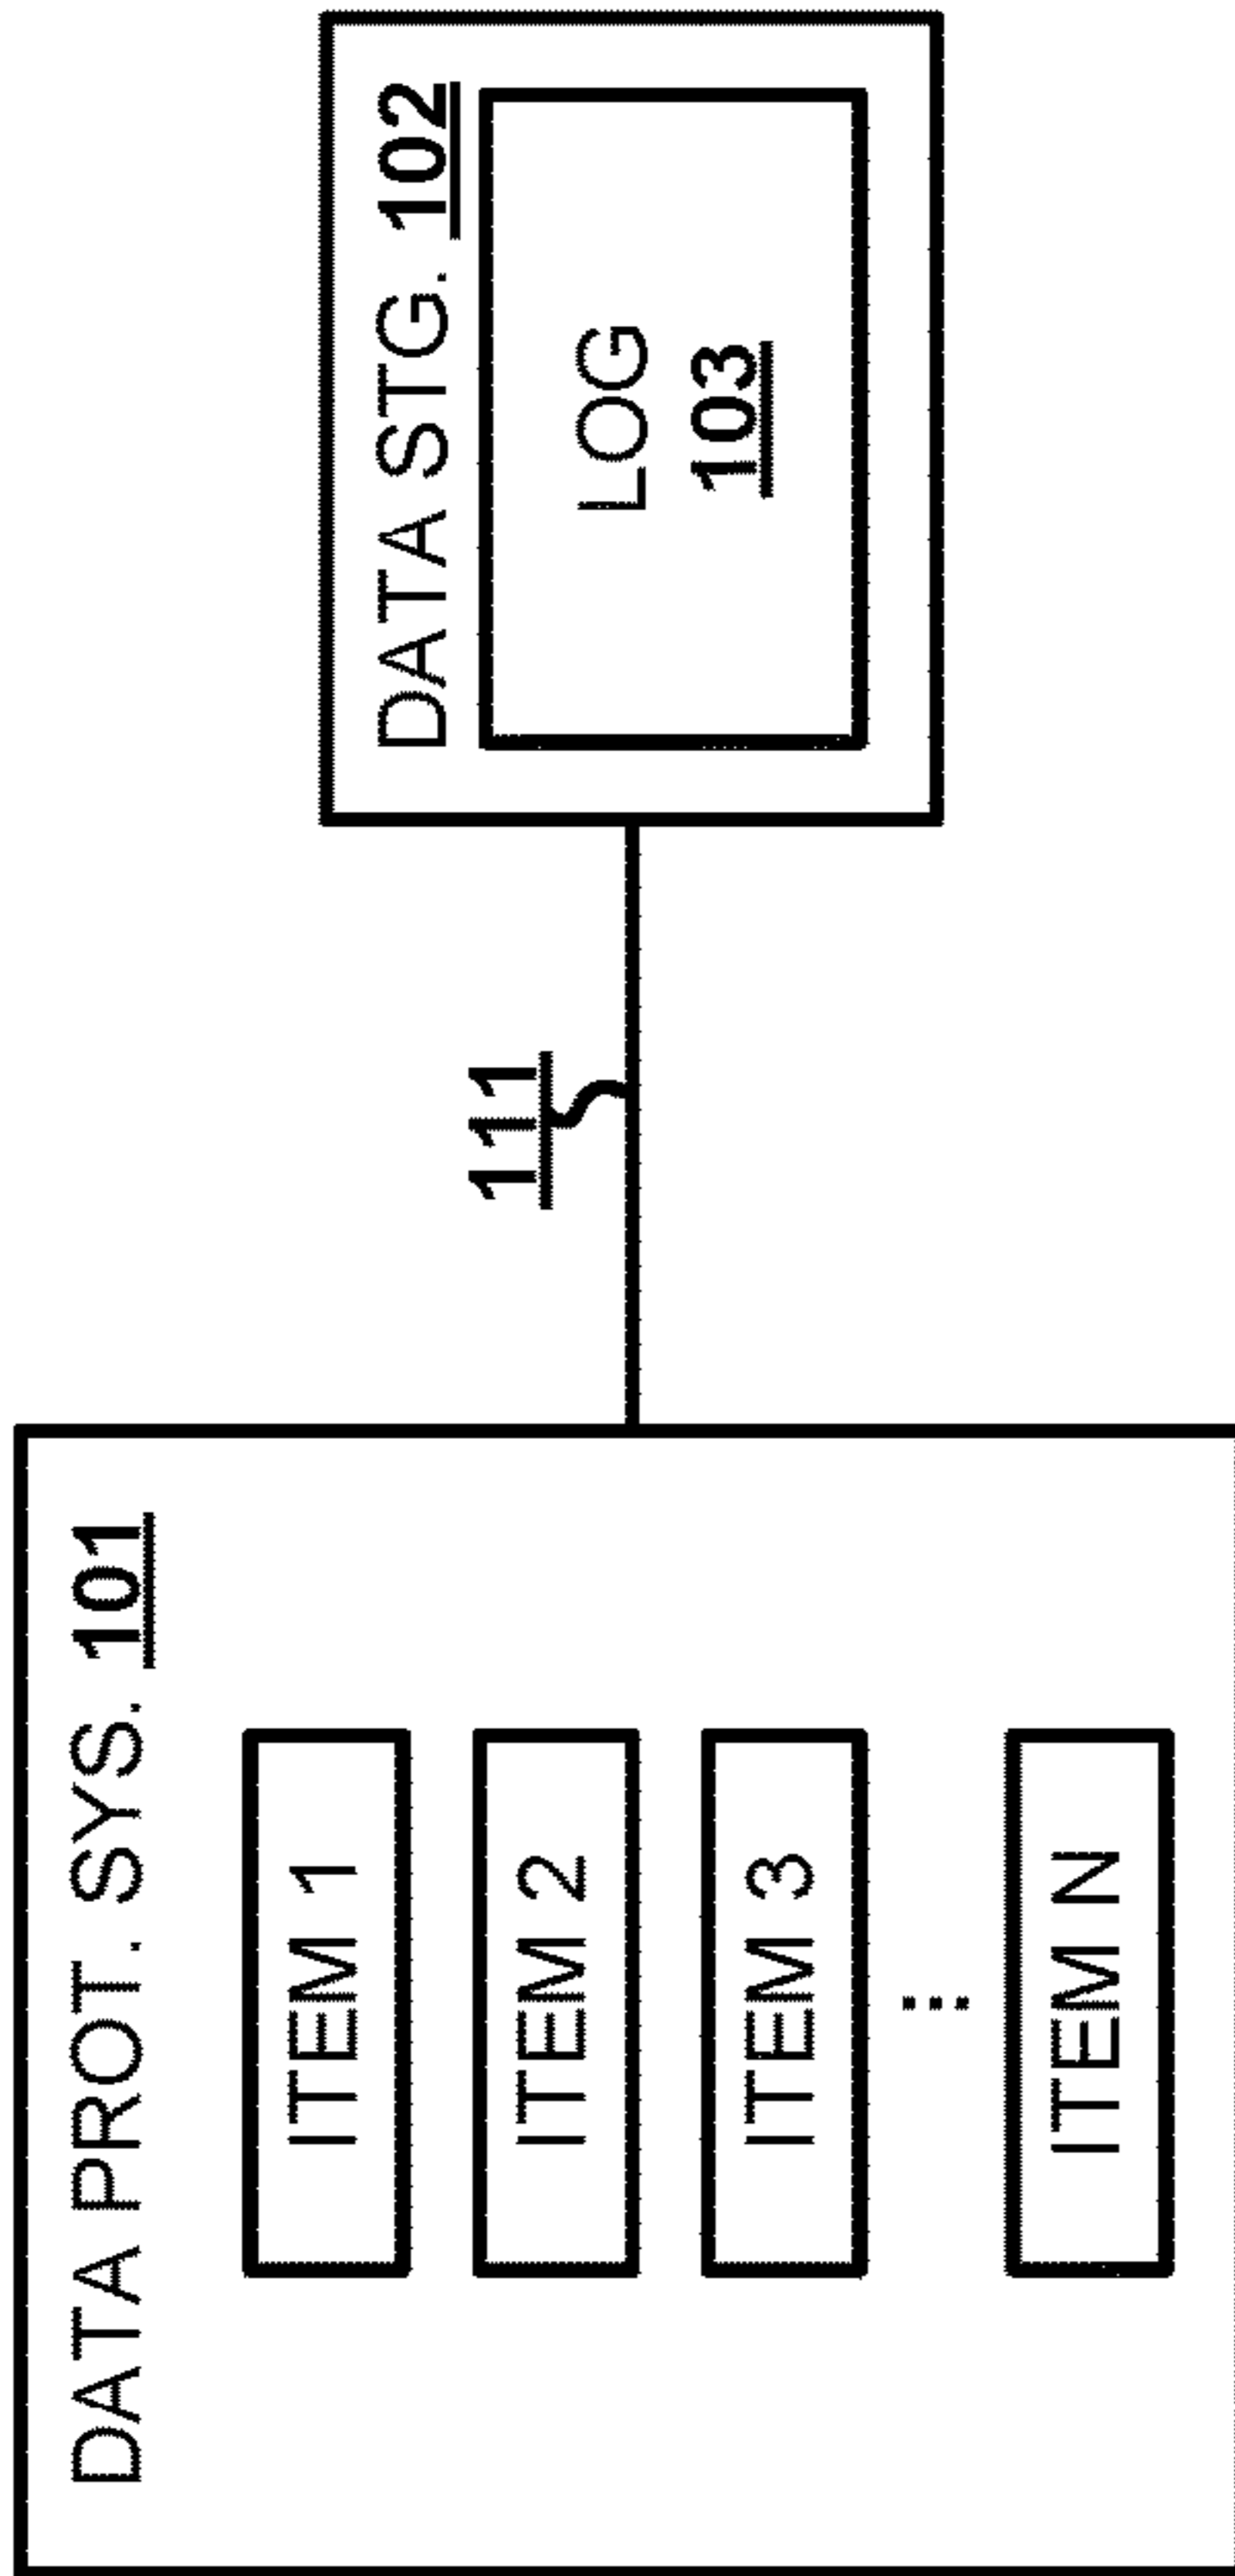 DATA PROT. SYS. 101
ITEM 1
ITEM 2
ITEM 3
...
ITEM N
111
DATA STG. 102
LOG
103